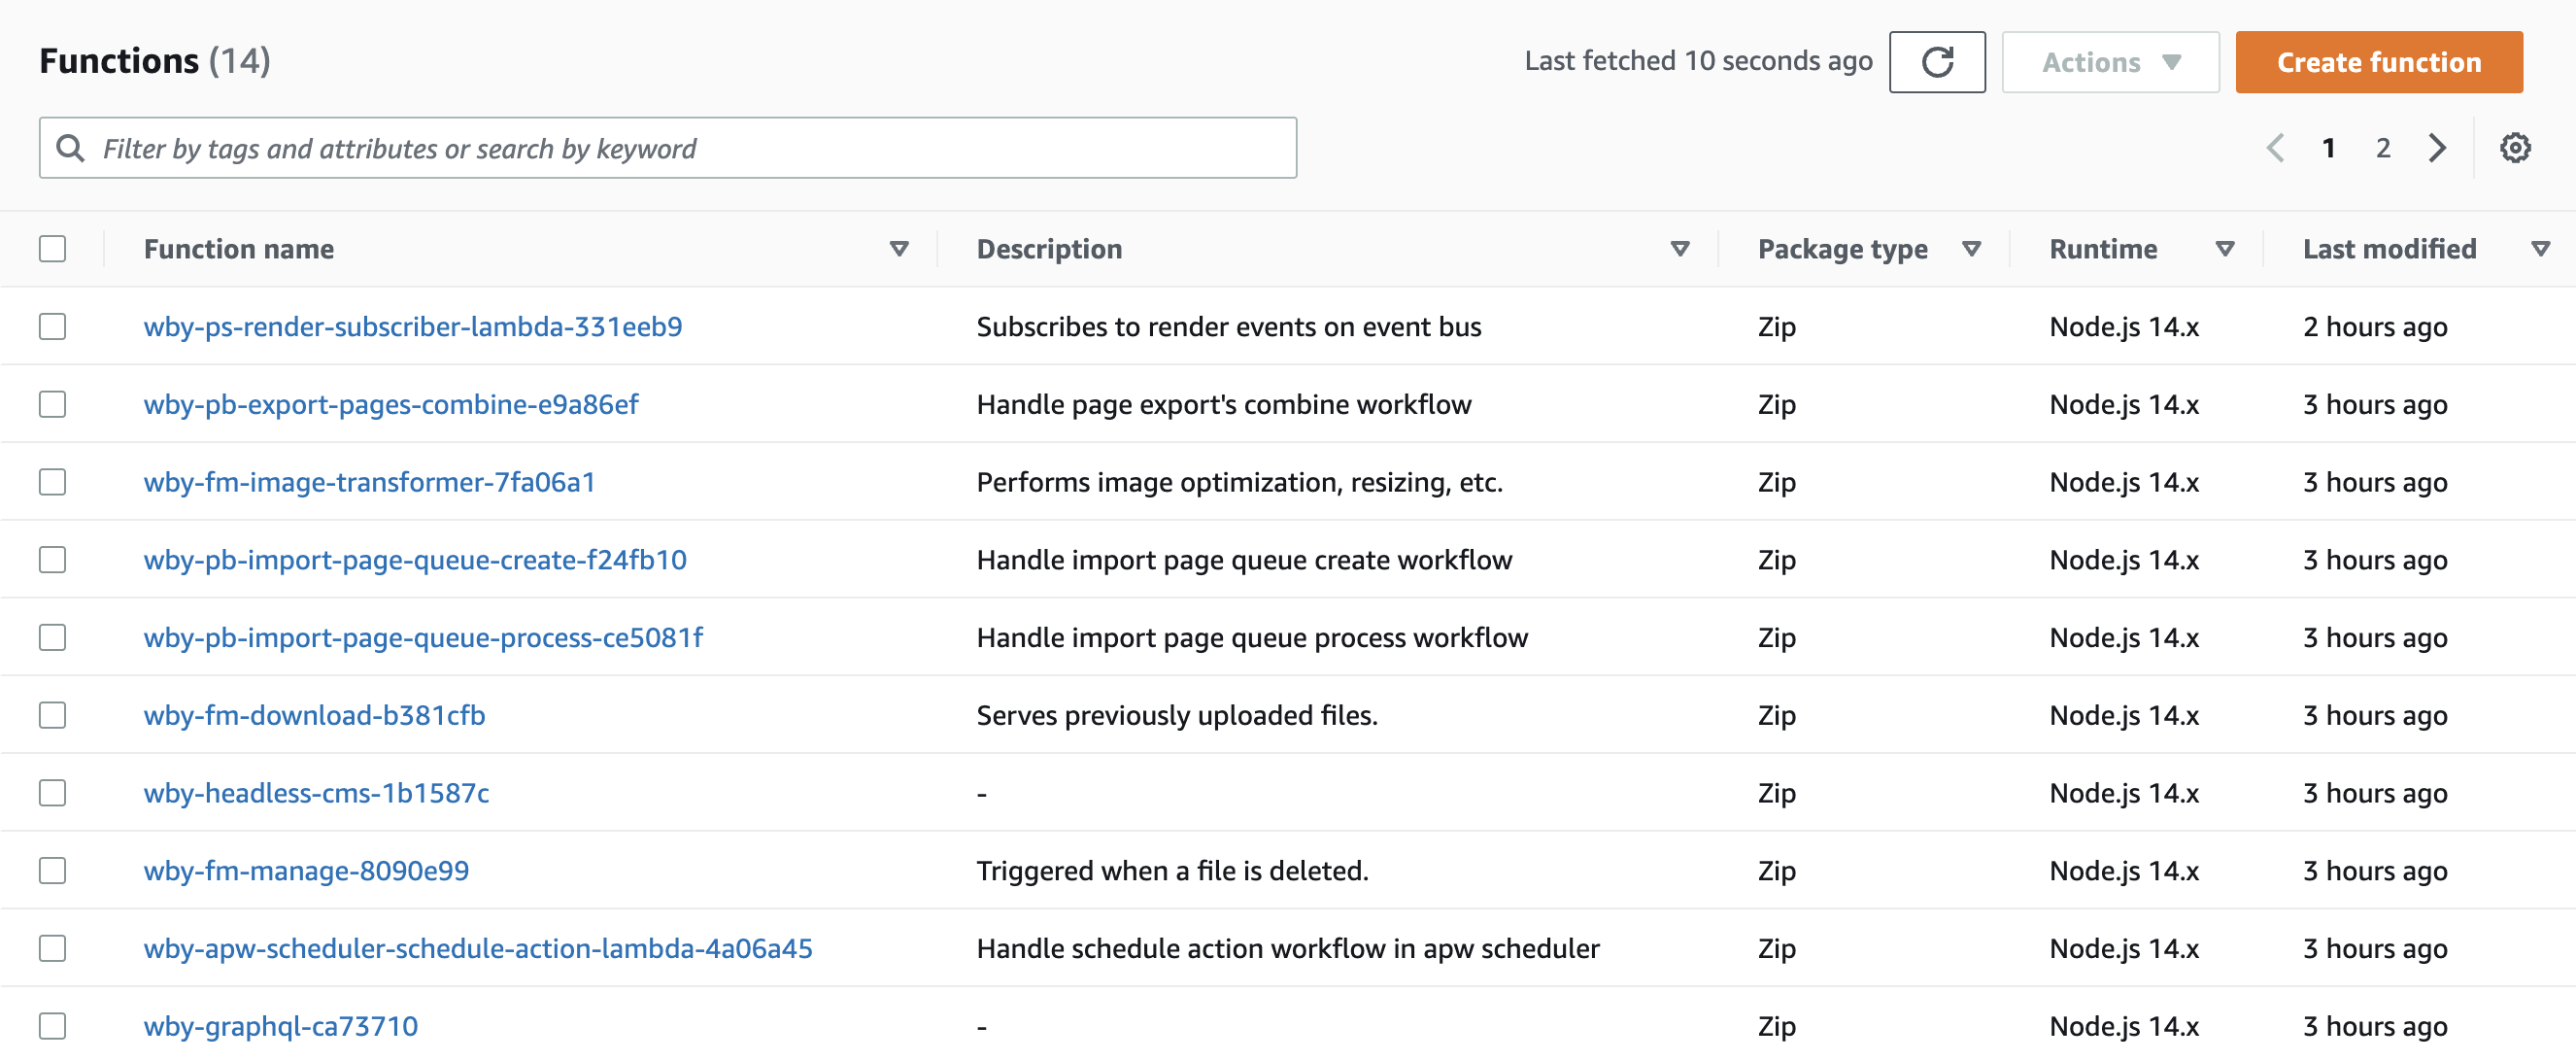 Functions (14) Last fetched 10 seconds ago Actions Create function
Filter by tags and attributes or search by keyword 1 2
Function name Description Package type Runtime Last modified
wby-ps-render-subscriber-lambda-331eeb9 Subscribes to render events on event bus Zip Node.js 14.x 2 hours ago
wby-pb-export-pages-combine-e9a86ef Handle page export's combine workflow Zip Node.js 14.x 3 hours ago
wby-fm-image-transformer-7fa06a1 Performs image optimization, resizing, etc. Zip Node.js 14.x 3 hours ago
wby-pb-import-page-queue-create-f24fb10 Handle import page queue create workflow Zip Node.js 14.x 3 hours ago
wby-pb-import-page-queue-process-ce5081f Handle import page queue process workflow Zip Node.js 14.x 3 hours ago
wby-fm-download-b381cfb Serves previously uploaded files. Zip Node.js 14.x 3 hours ago
wby-headless-cms-1b1587c - Zip Node.js 14.x 3 hours ago
wby-fm-manage-8090e99 Triggered when a file is deleted. Zip Node.js 14.x 3 hours ago
wby-apw-scheduler-schedule-action-lambda-4a06a45 Handle schedule action workflow in apw scheduler Zip Node.js 14.x 3 hours ago
wby-graphql-ca73710 - Zip Node.js 14.x 3 hours ago